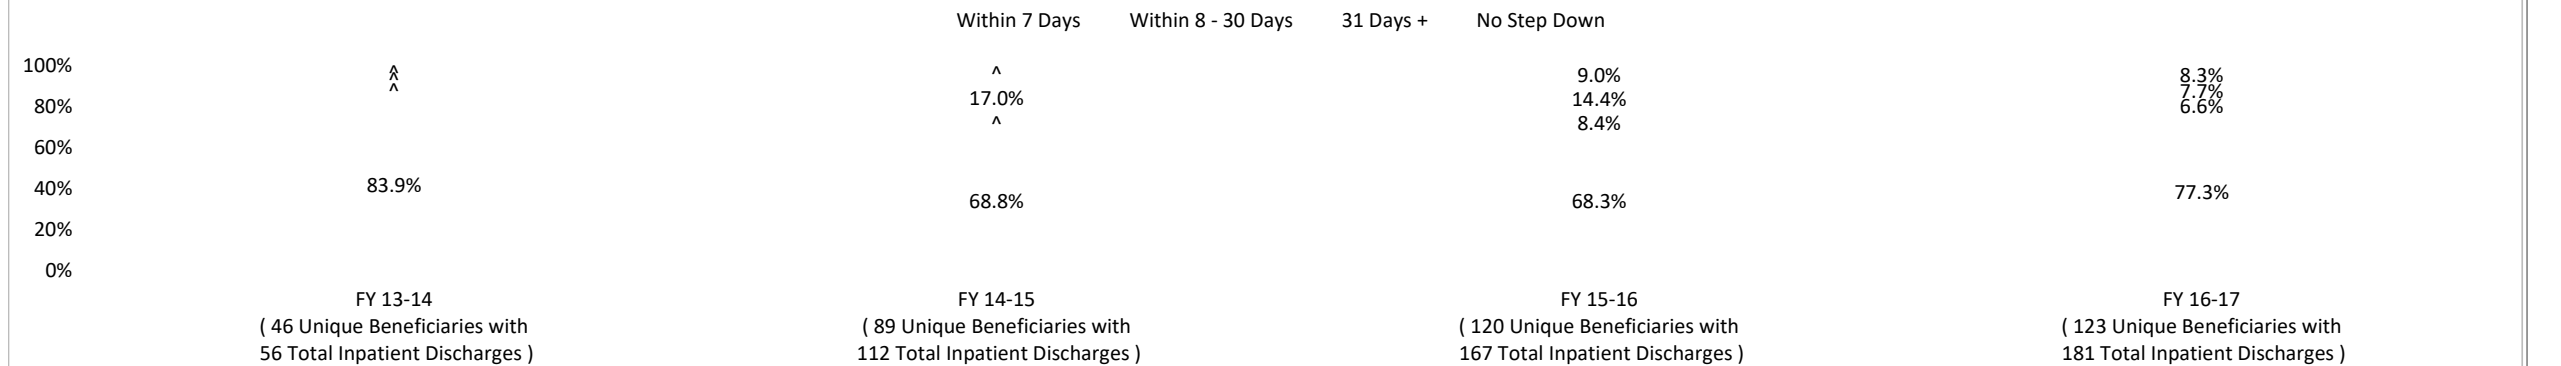 Within 7 Days Within 8 - 30 Days 31 Days + No Step Down
100%
80%
60%
40%
20%
0%
^
^
^
83.9%
^
17.0%
^
68.8%
9.0%
14.4%
8.4%
68.3%
8.3%
7.7%
6.6%
77.3%
FY 13-14
( 46 Unique Beneficiaries with
56 Total Inpatient Discharges )
FY 14-15
( 89 Unique Beneficiaries with
112 Total Inpatient Discharges )
FY 15-16
( 120 Unique Beneficiaries with
167 Total Inpatient Discharges )
FY 16-17
( 123 Unique Beneficiaries with
181 Total Inpatient Discharges )